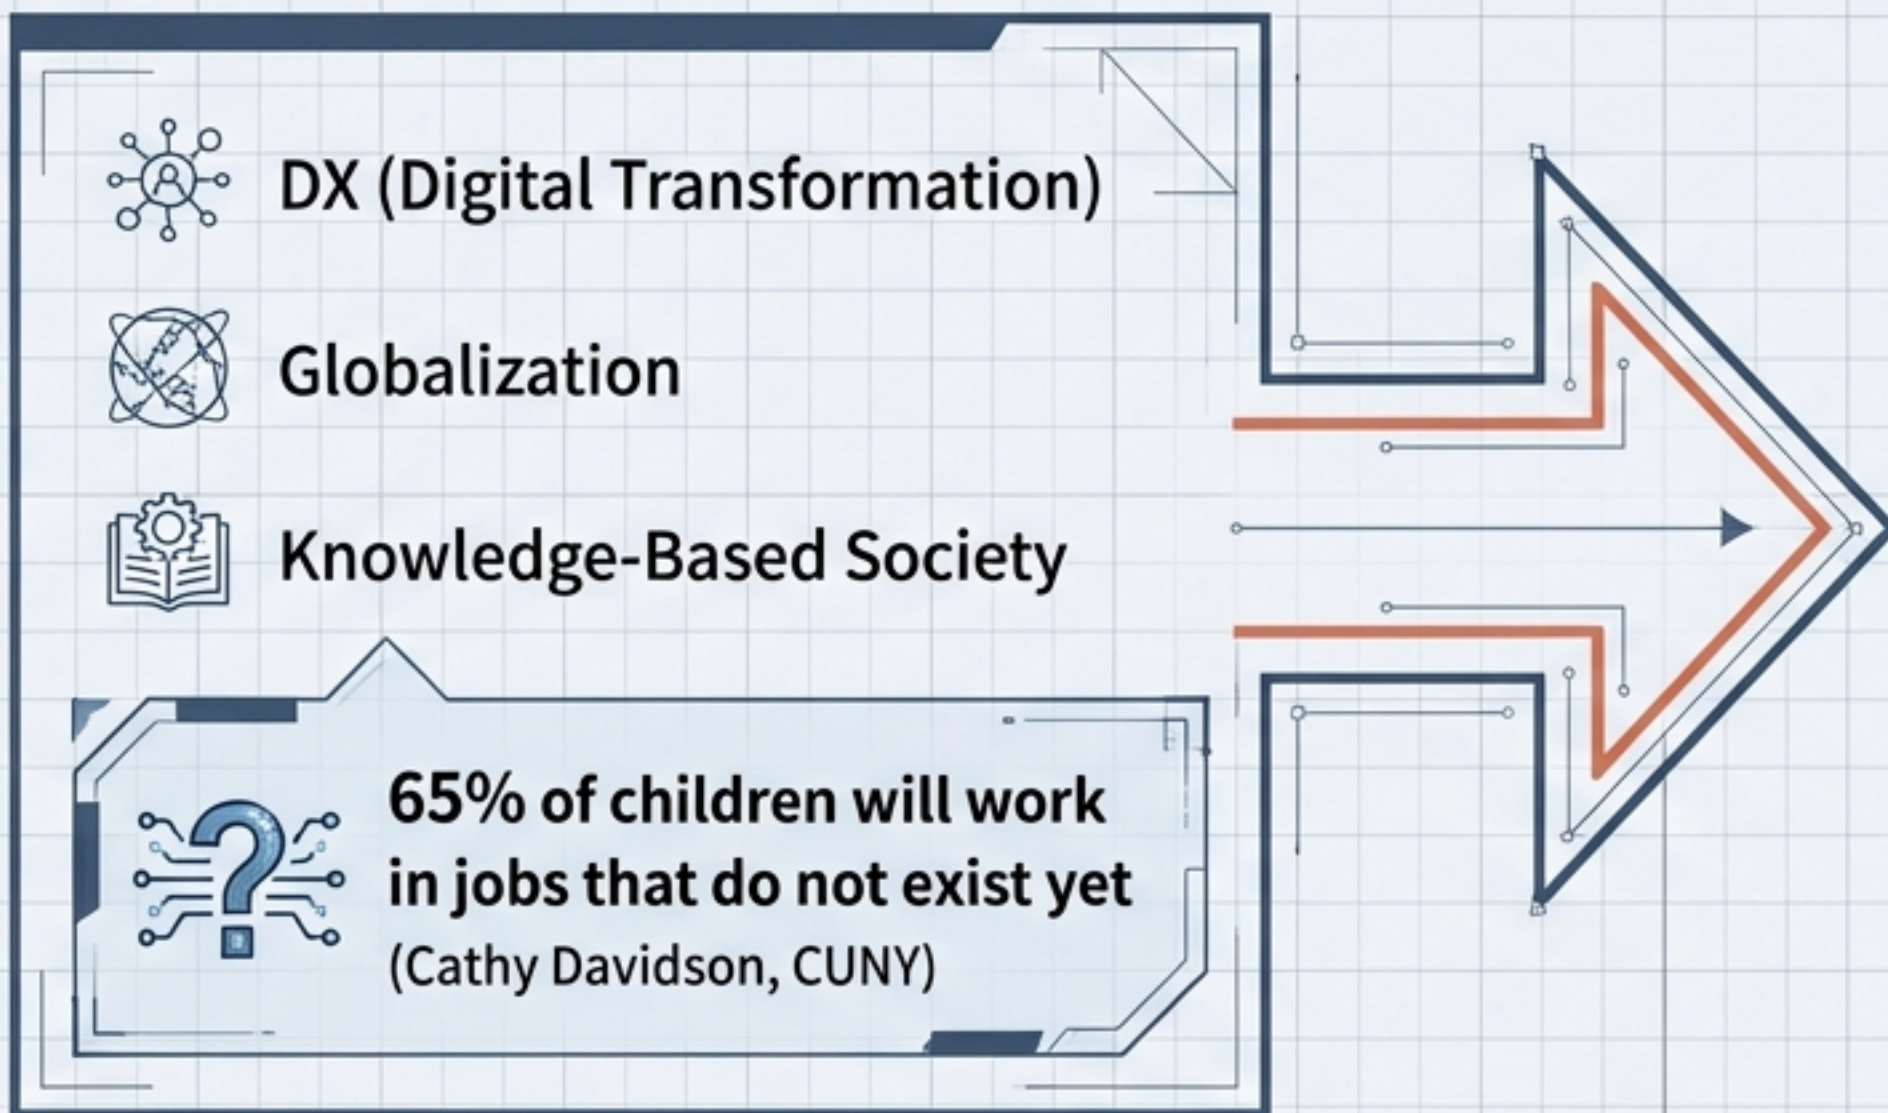 DX (Digital Transformation)
Globalization
Knowledge-Based Society
65% of children will work
in jobs that do not exist yet
(Cathy Davidson, CUNY)